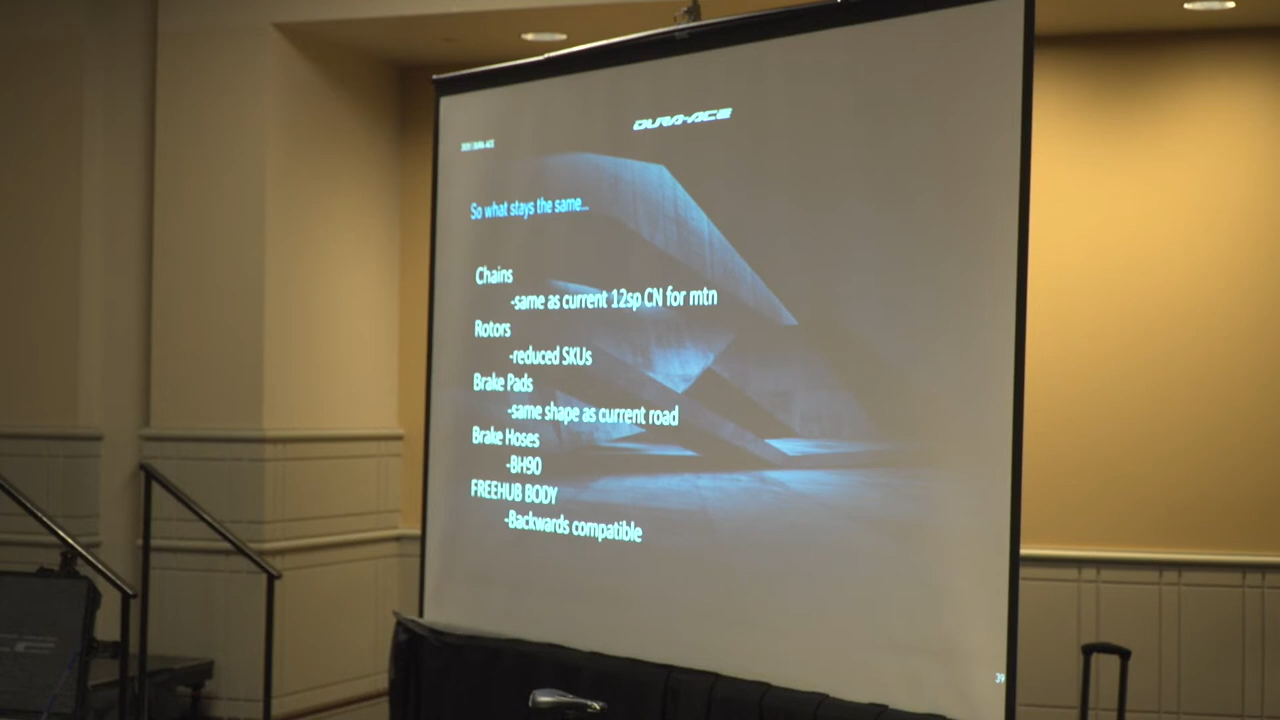 DURA-ACE
So what stays the same...
Chains
-same as current 12sp CN for mtn
Rotors
-reduced SKUs
Brake Pads
-same shape as current road
Brake Hoses
-BH90
FREEHUB BODY
-Backwards compatible
39